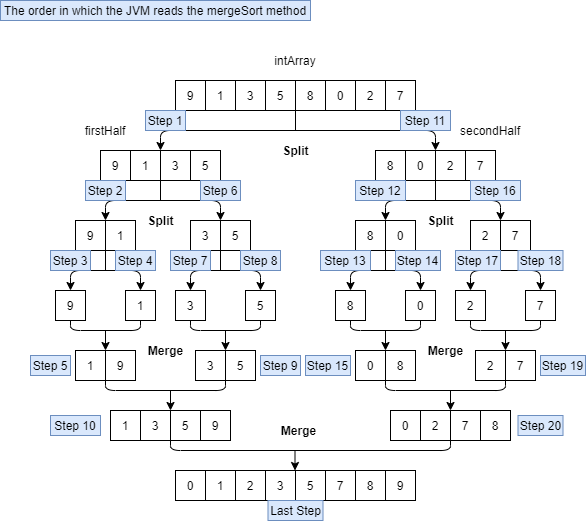 The order in which the JVM reads the mergeSort method
intArray
9 1 3 5 8 0 2 7
Step 1 Step 11
firstHalf secondHalf
Split
9 1 3 5 8 0 2 7
Step 2 Step 6 Step 12 Step 16
Split Split
9 1 3 5 8 0 2 7
Step 3 Step 4 Step 7 Step 8 Step 13 Step 14 Step 17 Step 18
9 1 3 5 8 0 2 7
Merge Merge
Step 5 1 9 3 5 Step 9 Step 15 0 8 2 7 Step 19
Step 10 1 3 5 9 0 2 7 8 Step 20
Merge
0 1 2 3 5 7 8 9
Last Step